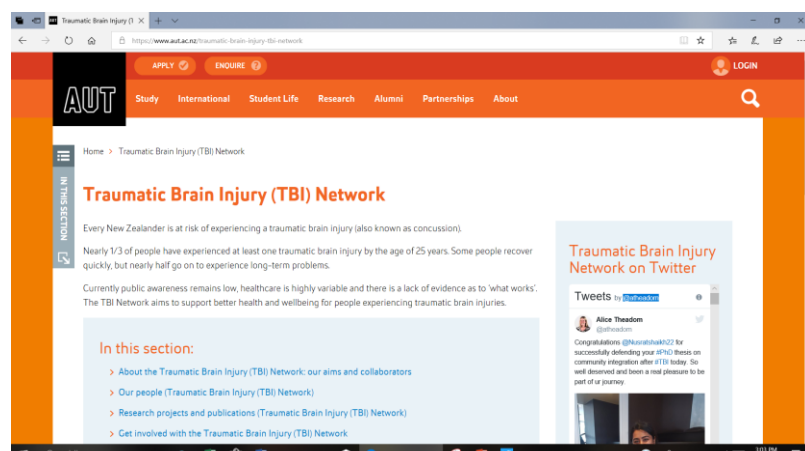 Traumatic Brain Injury (T
https://www.aut.ac.nz/traumatic-brain-injury-tbi-network
APPLY
ENQUIRE
LOGIN
AUT
Study
International
Student Life
Research
Alumni
Partnerships
About
IN THIS SECTION
Home > Traumatic Brain Injury (TBI) Network
Traumatic Brain Injury (TBI) Network
Every New Zealander is at risk of experiencing a traumatic brain injury (also known as concussion).
Nearly 1/3 of people have experienced at least one traumatic brain injury by the age of 25 years. Some people recover
quickly, but nearly half go on to experience long-term problems.
Currently public awareness remains low, healthcare is highly variable and there is a lack of evidence as to 'what works'.
The TBI Network aims to support better health and wellbeing for people experiencing traumatic brain injuries.
In this section:
> About the Traumatic Brain Injury (TBI) Network: our aims and collaborators
> Our people (Traumatic Brain Injury (TBI) Network)
> Research projects and publications (Traumatic Brain Injury (TBI) Network)
> Get involved with the Traumatic Brain Injury (TBI) Network
Traumatic Brain Injury
Network on Twitter
Tweets by @atheadom
Alice Theadom
@atheadom
Congratulations @Nusratshaikh22 for
successfully defending your #PhD thesis on
community integration after #TBI today. So
well deserved and been a real pleasure to be
part of ur journey.
3:03 PM